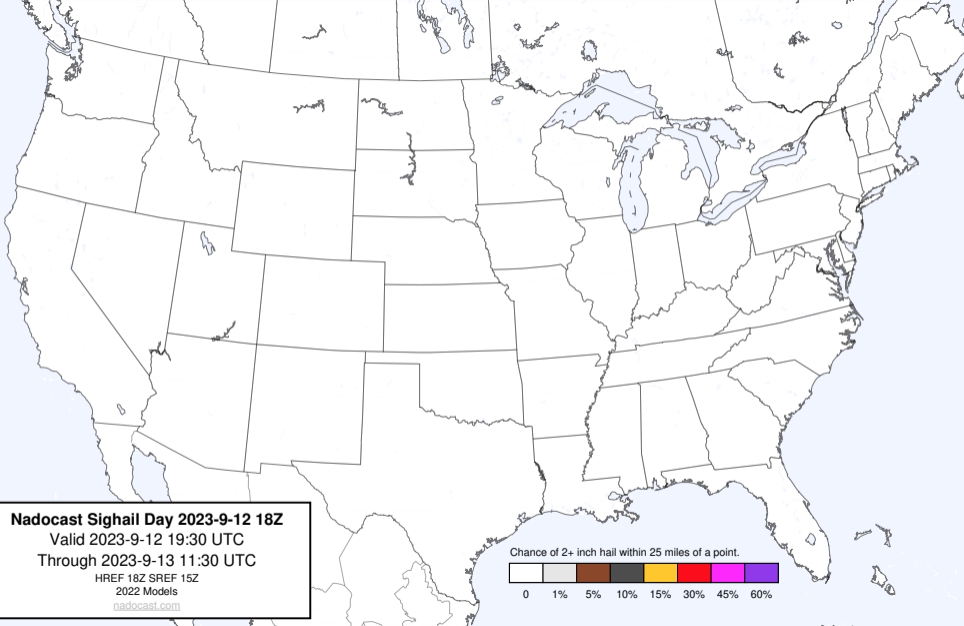 Nadocast Sighail Day 2023-9-12 18Z
Valid 2023-9-12 19:30 UTC
Through 2023-9-13 11:30 UTC
HREF 18Z SREF 15Z
2022 Models
nadocast.com
Chance of 2+ inch hail within 25 miles of a point.
0 1% 5% 10% 15% 30% 45% 60%